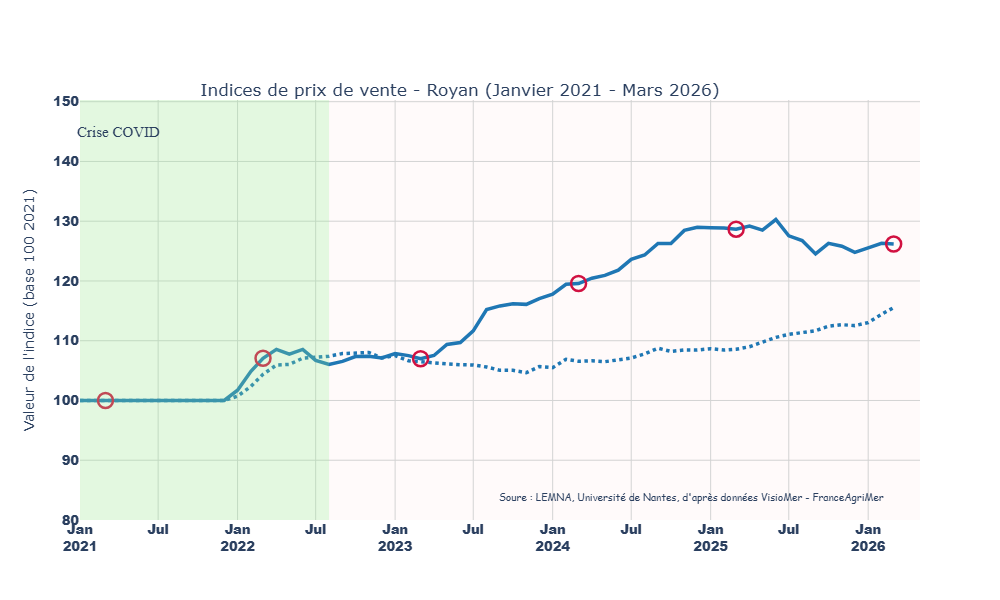 Indices de prix de vente - Royan (Janvier 2021 - Mars 2026)
150
Crise COVID
140
130
120
110
100
90
80
Valeur de l'indice (base 100 2021)
Soure : LEMNA, Université de Nantes, d'après données VisioMer - FranceAgriMer
Jan Jul Jan Jul Jan Jul Jan Jul Jan Jul Jan
2021 2022 2023 2024 2025 2026